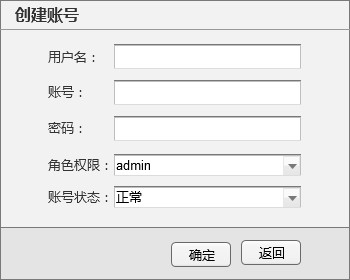 创建账号
用户名：
账号：
密码：
角色权限： admin
账号状态： 正常
确定 返回